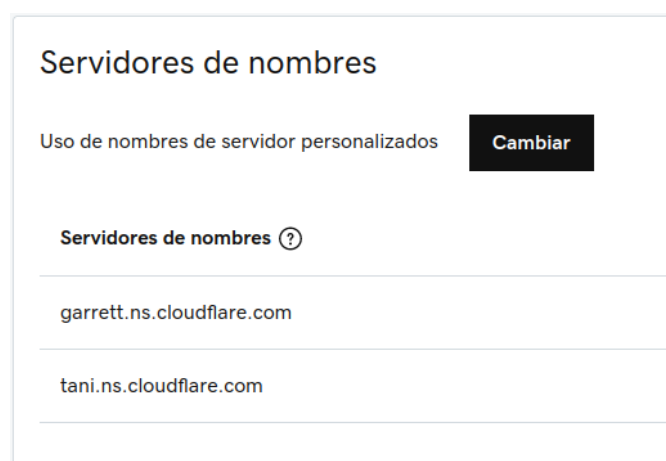 Servidores de nombres
Uso de nombres de servidor personalizados
Cambiar
Servidores de nombres ?
garrett.ns.cloudflare.com
tani.ns.cloudflare.com